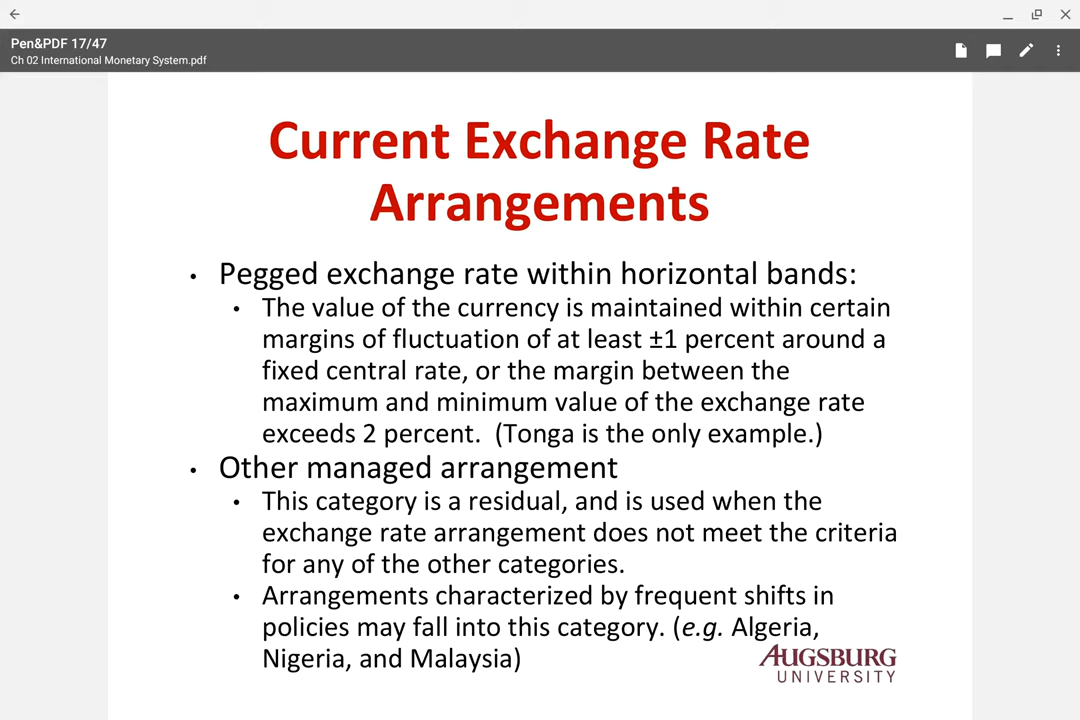 Pen&PDF 17/47
Ch 02 International Monetary System.pdf
Current Exchange Rate
Arrangements
• Pegged exchange rate within horizontal bands:
• The value of the currency is maintained within certain
margins of fluctuation of at least ±1 percent around a
fixed central rate, or the margin between the
maximum and minimum value of the exchange rate
exceeds 2 percent.  (Tonga is the only example.)
• Other managed arrangement
• This category is a residual, and is used when the
exchange rate arrangement does not meet the criteria
for any of the other categories.
• Arrangements characterized by frequent shifts in
policies may fall into this category. (e.g. Algeria,
Nigeria, and Malaysia)
AUGSBURG
UNIVERSITY